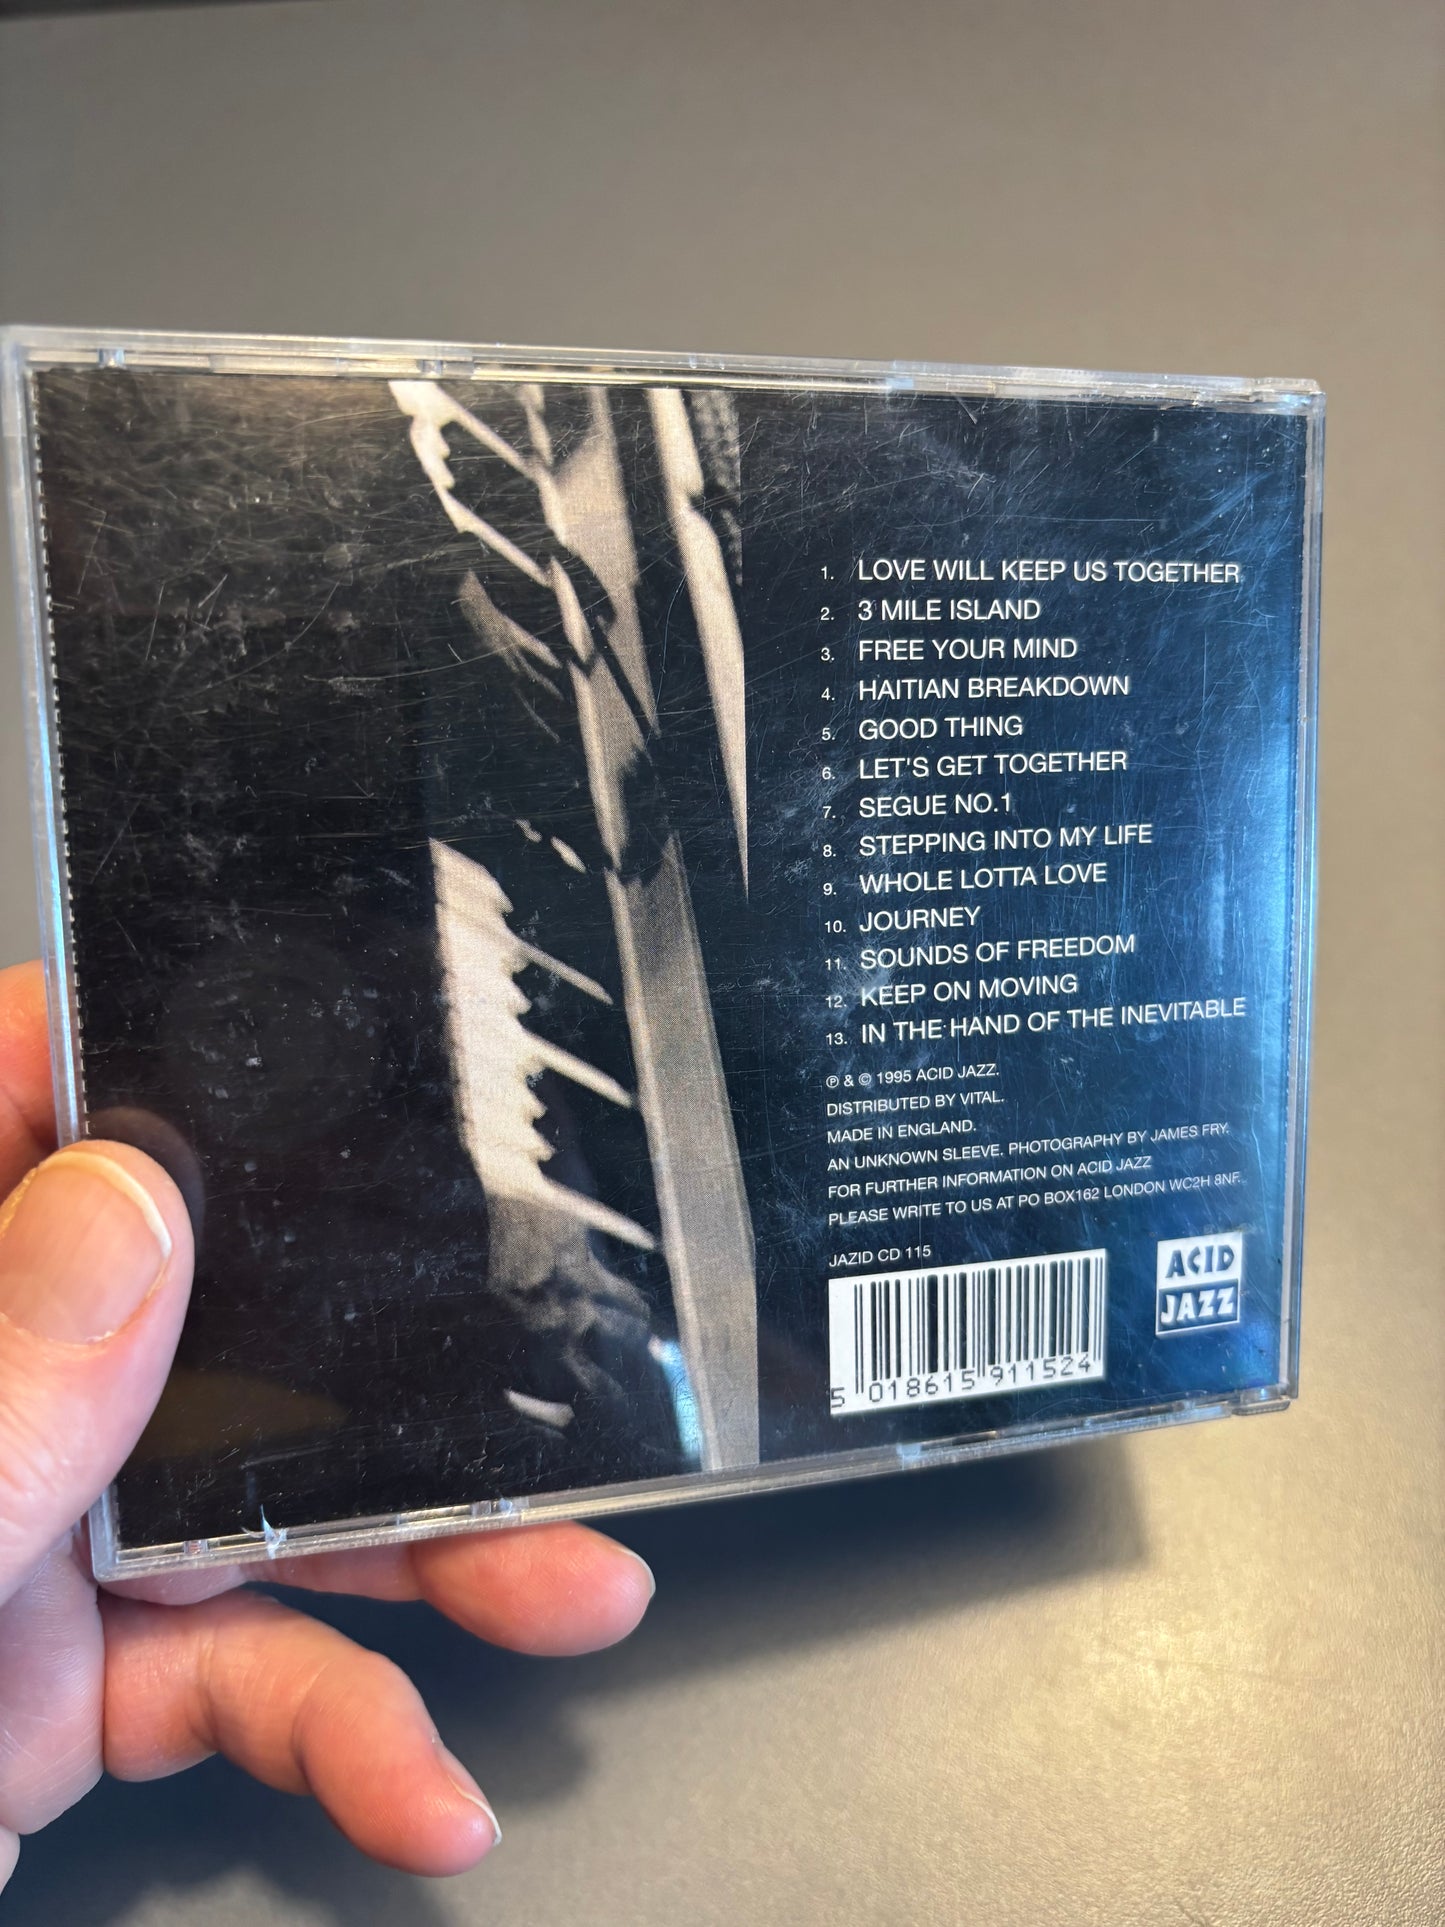 1. LOVE WILL KEEP US TOGETHER
2. 3 MILE ISLAND
3. FREE YOUR MIND
4. HAITIAN BREAKDOWN
5. GOOD THING
6. LET'S GET TOGETHER
7. SEGUE NO.1
8. STEPPING INTO MY LIFE
9. WHOLE LOTTA LOVE
10. JOURNEY
11. SOUNDS OF FREEDOM
12. KEEP ON MOVING
13. IN THE HAND OF THE INEVITABLE
℗ & © 1995 ACID JAZZ.
DISTRIBUTED BY VITAL.
MADE IN ENGLAND.
AN UNKNOWN SLEEVE. PHOTOGRAPHY BY JAMES FRY.
FOR FURTHER INFORMATION ON ACID JAZZ
PLEASE WRITE TO US AT PO BOX162 LONDON WC2H 8NF.
JAZID CD 115
5 018615 911524
ACID
JAZZ